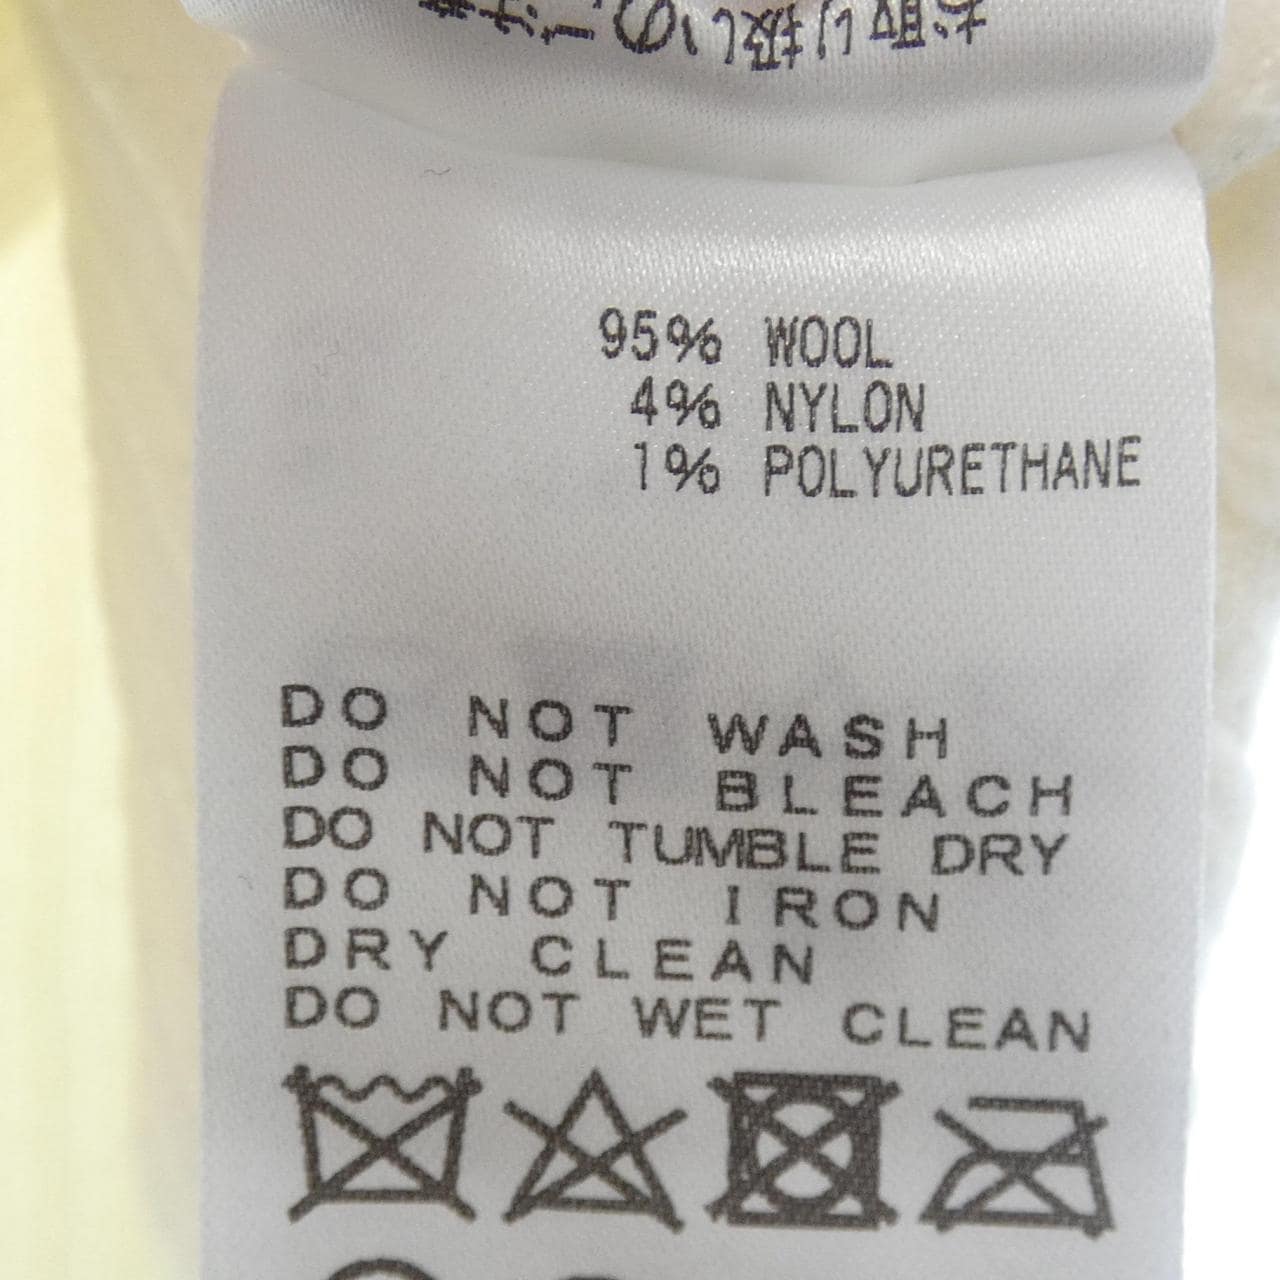 95% WOOL
4% NYLON
1% POLYURETHANE
DO NOT WASH
DO NOT BLEACH
DO NOT TUMBLE DRY
DO NOT IRON
DRY CLEAN
DO NOT WET CLEAN